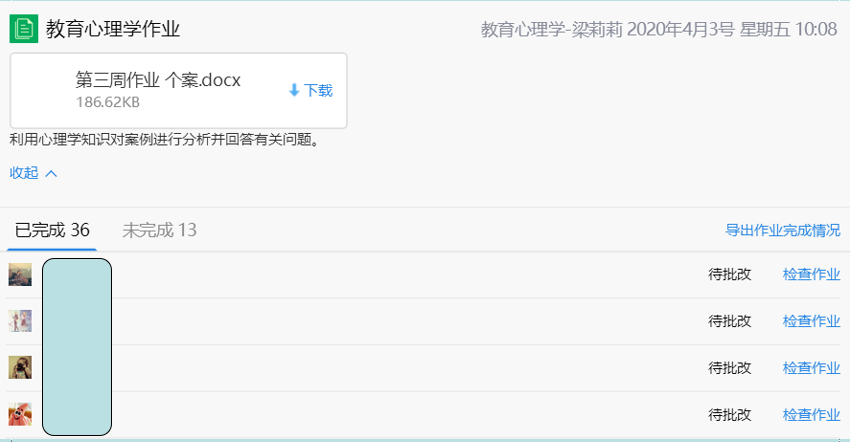 教育心理学作业
教育心理学-梁莉莉 2020年4月3号 星期五 10:08
第三周作业 个案.docx
186.62KB
下载
利用心理学知识对案例进行分析并回答有关问题。
收起
已完成 36 未完成 13 导出作业完成情况
待批改 检查作业
待批改 检查作业
待批改 检查作业
待批改 检查作业